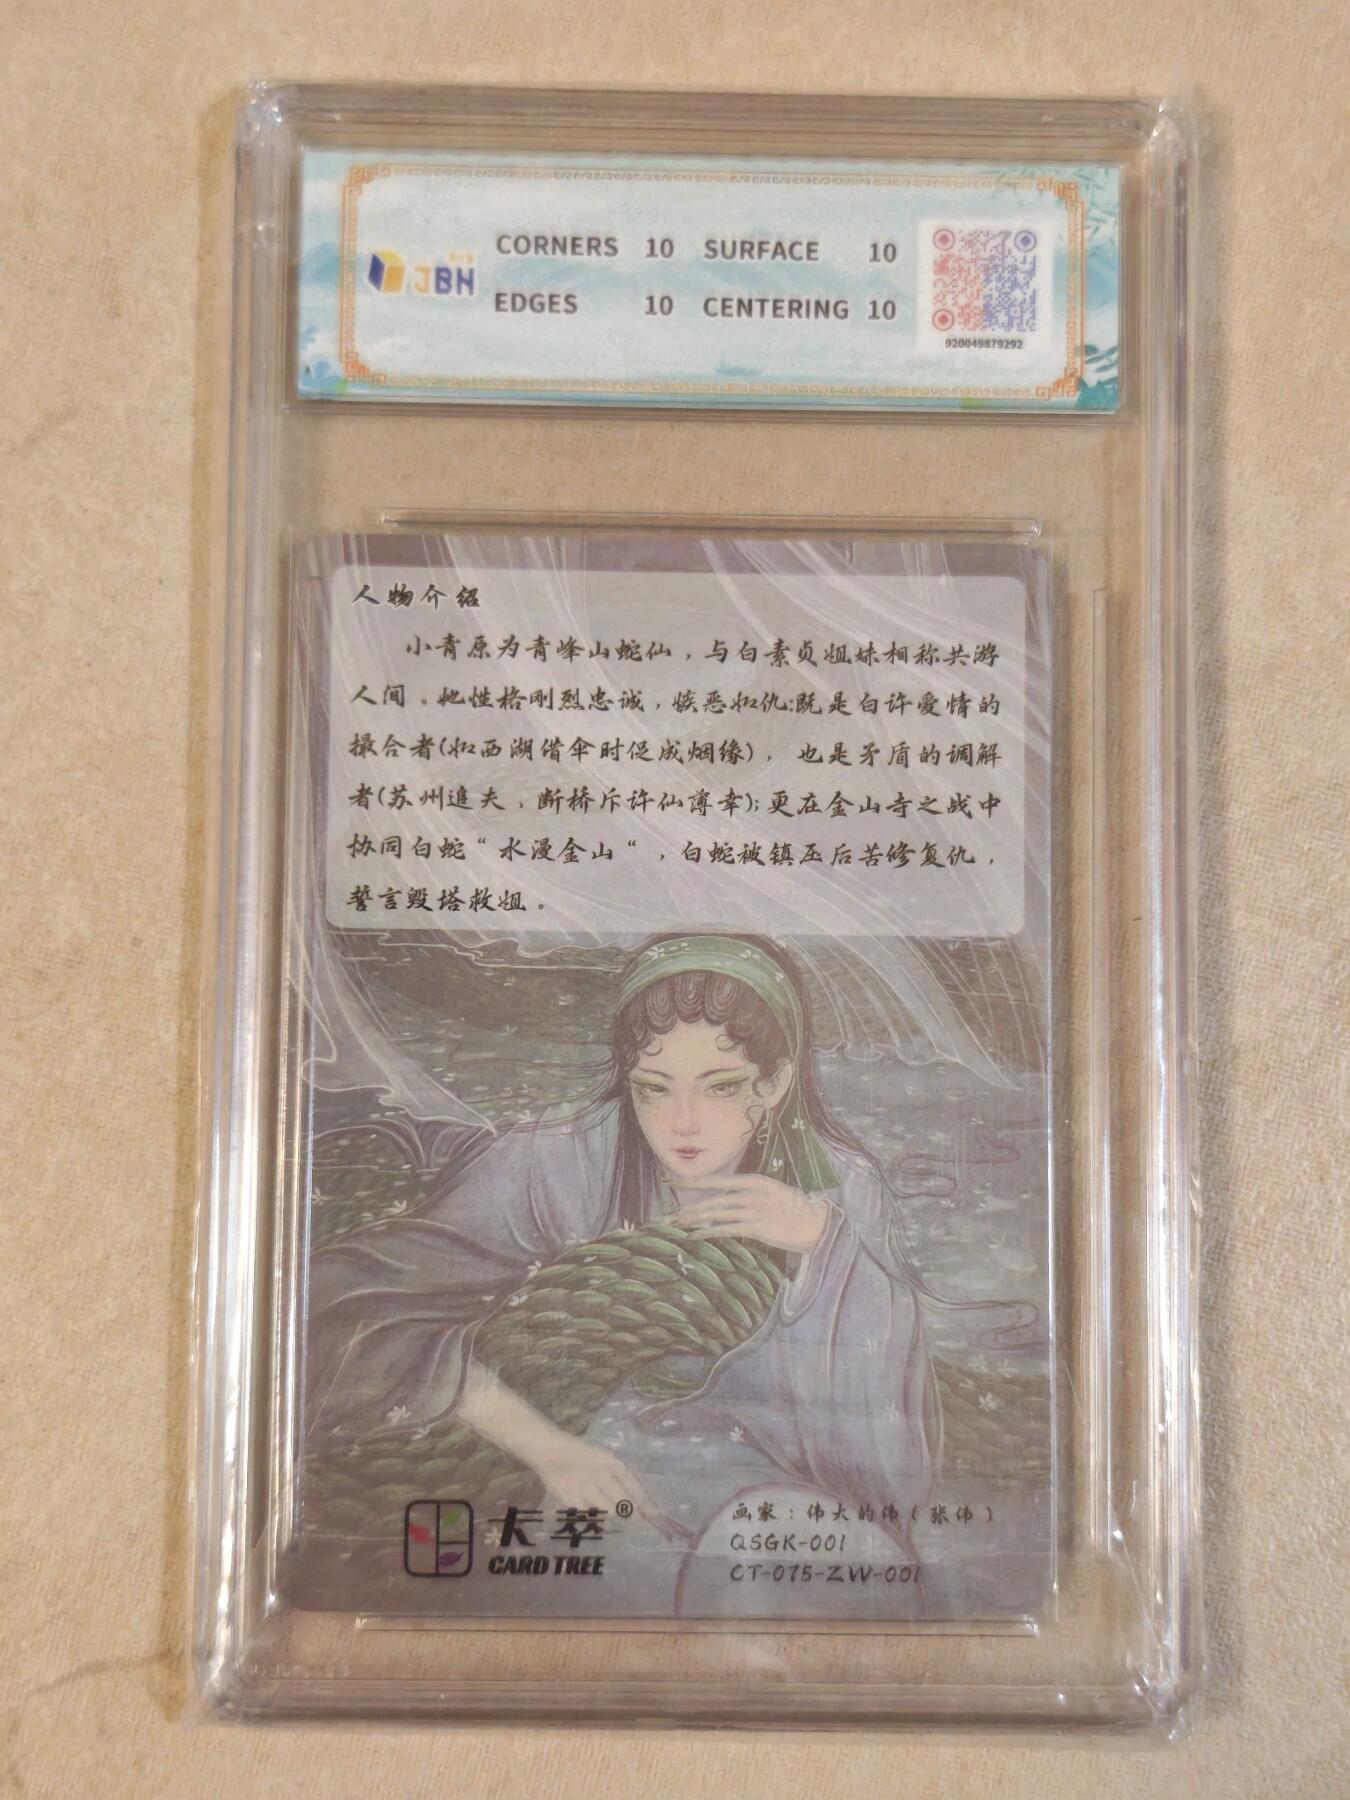 JBH
CORNERS 10 SURFACE 10
EDGES 10 CENTERING 10
920049879292
人物介绍
小青原为青峰山蛇仙，与白素贞姐妹相称共游
人间。她性格刚烈忠诚，嫉恶如仇:既是白许爱情的
撮合者(如西湖借伞时促成烟缘)，也是矛盾的调解
者(苏州追夫，断桥斥许仙薄幸);更在金山寺之战中
协同白蛇“水漫金山“，白蛇被镇压后苦修复仇，
誓言毁塔救姐。
卡萃®
CARD TREE
画家：伟大的伟（张伟）
QSGK-001
CT-075-ZW-001